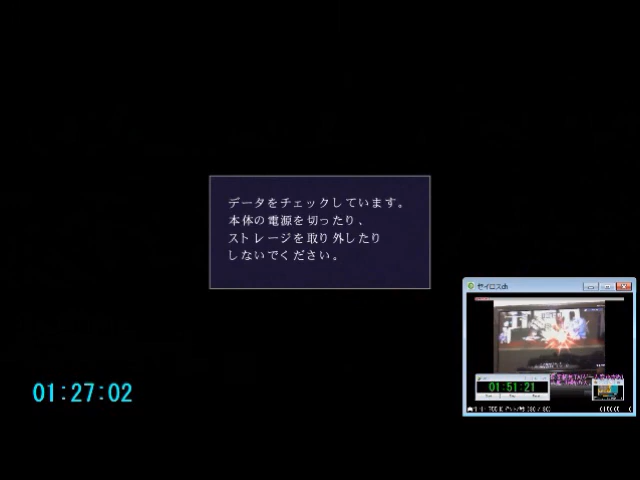 データをチェックしています。
本体の電源を切ったり、
ストレージを取り外したり
しないでください。
01:27:02
01:51:21